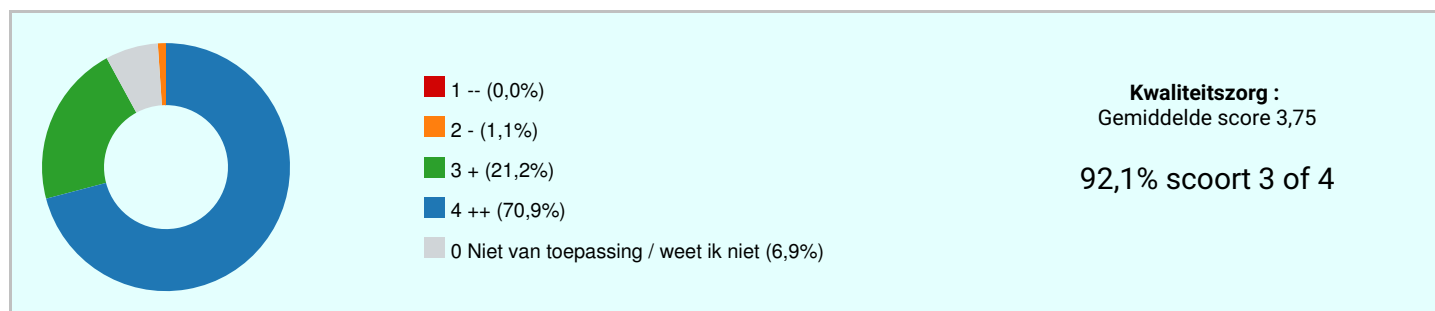 1 -- (0,0%)
2 - (1,1%)
3 + (21,2%)
4 ++ (70,9%)
0 Niet van toepassing / weet ik niet (6,9%)
Kwaliteitszorg :
Gemiddelde score 3,75
92,1% scoort 3 of 4